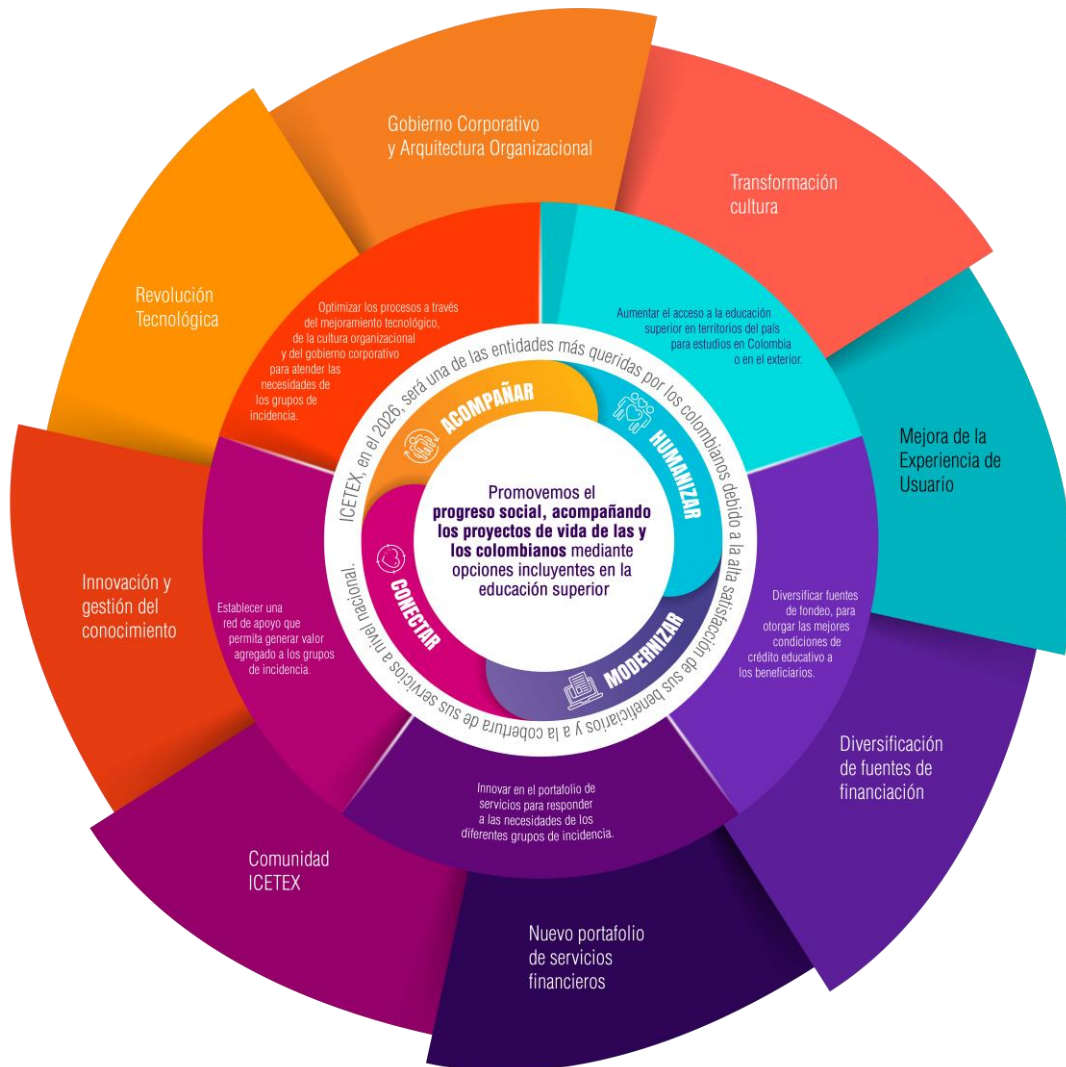 Gobierno Corporativo
y Arquitectura Organizacional
Transformación
cultura
Mejora de la
Experiencia de
Usuario
Diversificación
de fuentes de
financiación
Nuevo portafolio
de servicios
financieros
Comunidad
ICETEX
Innovación y
gestión del
conocimiento
Revolución
Tecnológica
Optimizar los procesos a través
del mejoramiento tecnológico,
de la cultura organizacional
y del gobierno corporativo
para atender las
necesidades de
los grupos de
incidencia.
Aumentar el acceso a la educación
superior en territorios del país
para estudios en Colombia
o en el exterior.
Diversificar fuentes
de fondeo, para
otorgar las mejores
condiciones de
crédito educativo a
los beneficiarios.
Innovar en el portafolio de
servicios para responder
a las necesidades de los
diferentes grupos de incidencia.
Establecer una
red de apoyo que
permita generar valor
agregado a los grupos
de incidencia.
ICETEX, en el 2026, será una de las entidades más queridas por los colombianos debido a la alta satisfacción de sus beneficiarios y a la cobertura de sus servicios a nivel nacional.
ACOMPAÑAR
HUMANIZAR
MODERNIZAR
CONECTAR
Promovemos el
progreso social, acompañando
los proyectos de vida de las y
los colombianos mediante
opciones incluyentes en la
educación superior